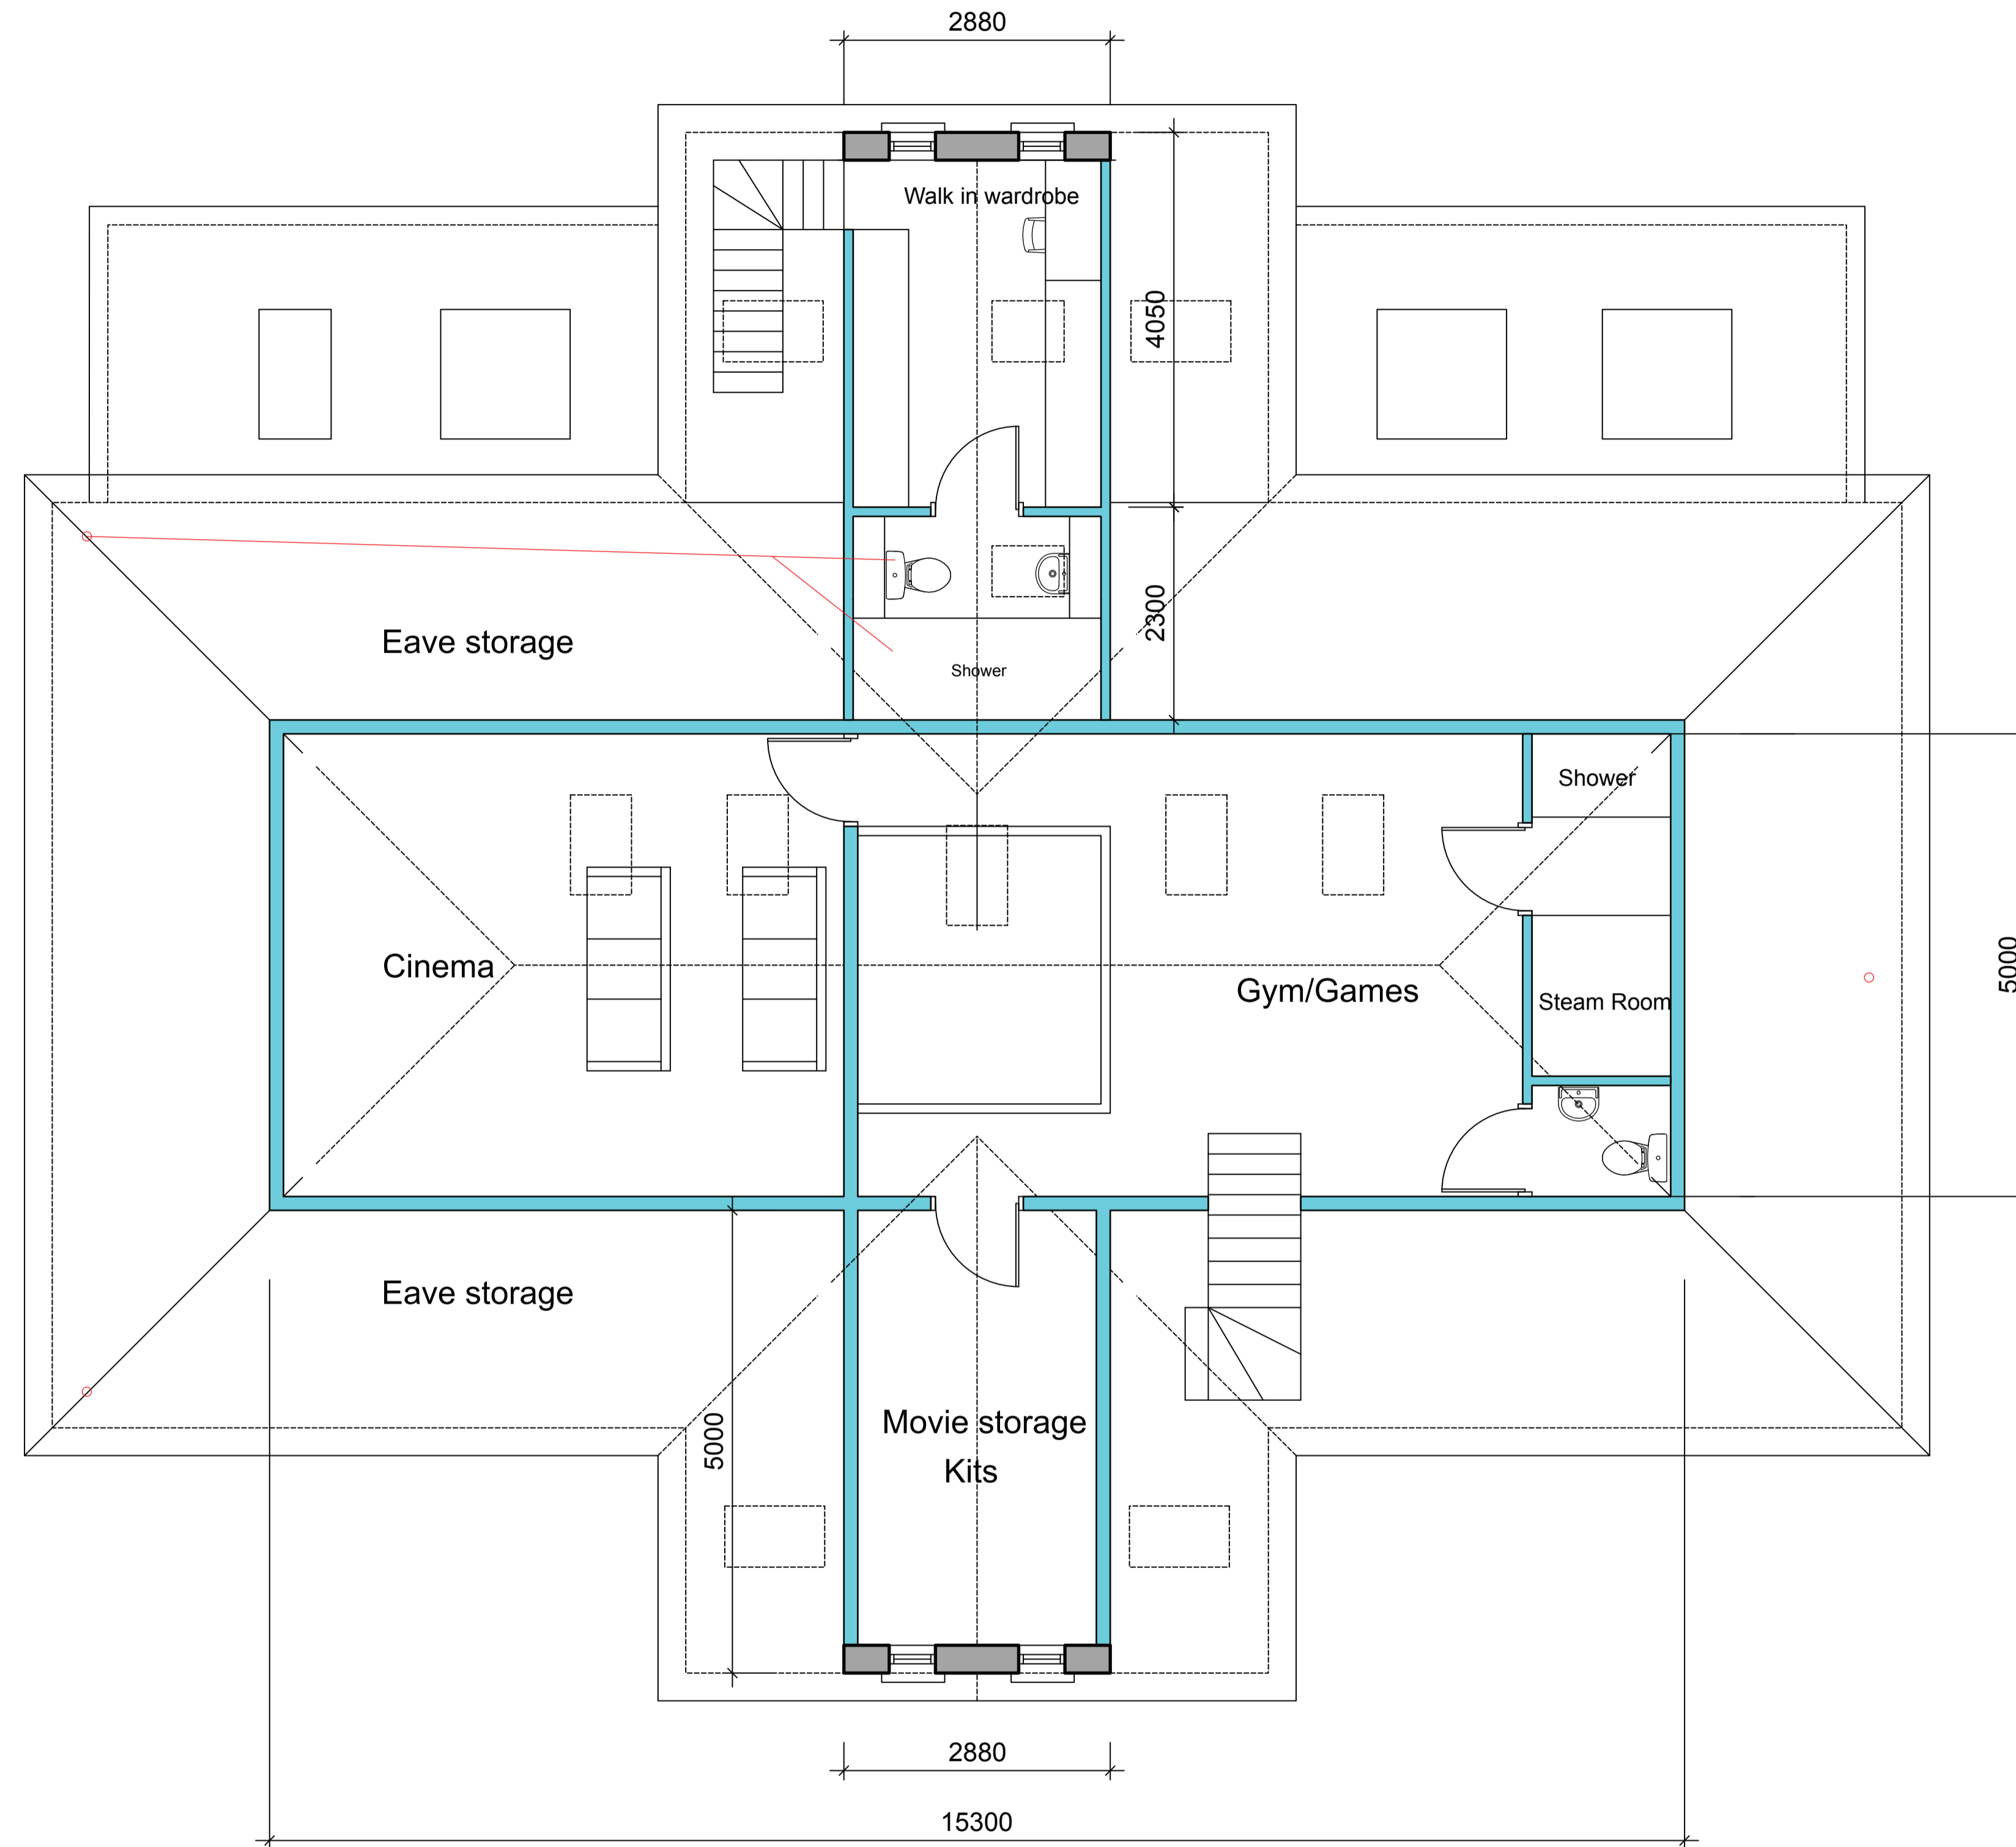 2880
Walk in wardrobe
4050
2300
Eave storage
Shower
Shower
Cinema
Gym/Games
5000
Steam Room
Eave storage
Movie storage
Kits
5000
2880
15300